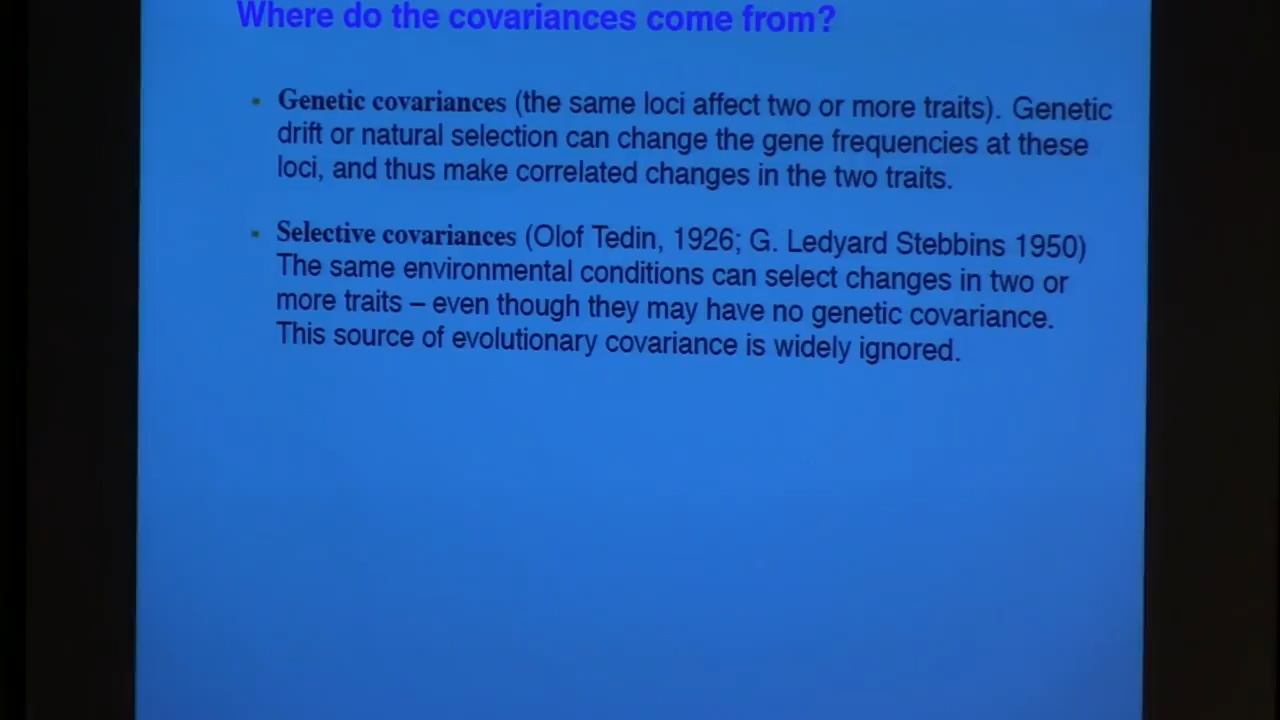 Where do the covariances come from?
Genetic covariances (the same loci affect two or more traits). Genetic
drift or natural selection can change the gene frequencies at these
loci, and thus make correlated changes in the two traits.
Selective covariances (Olof Tedin, 1926; G. Ledyard Stebbins 1950)
The same environmental conditions can select changes in two or
more traits – even though they may have no genetic covariance.
This source of evolutionary covariance is widely ignored.